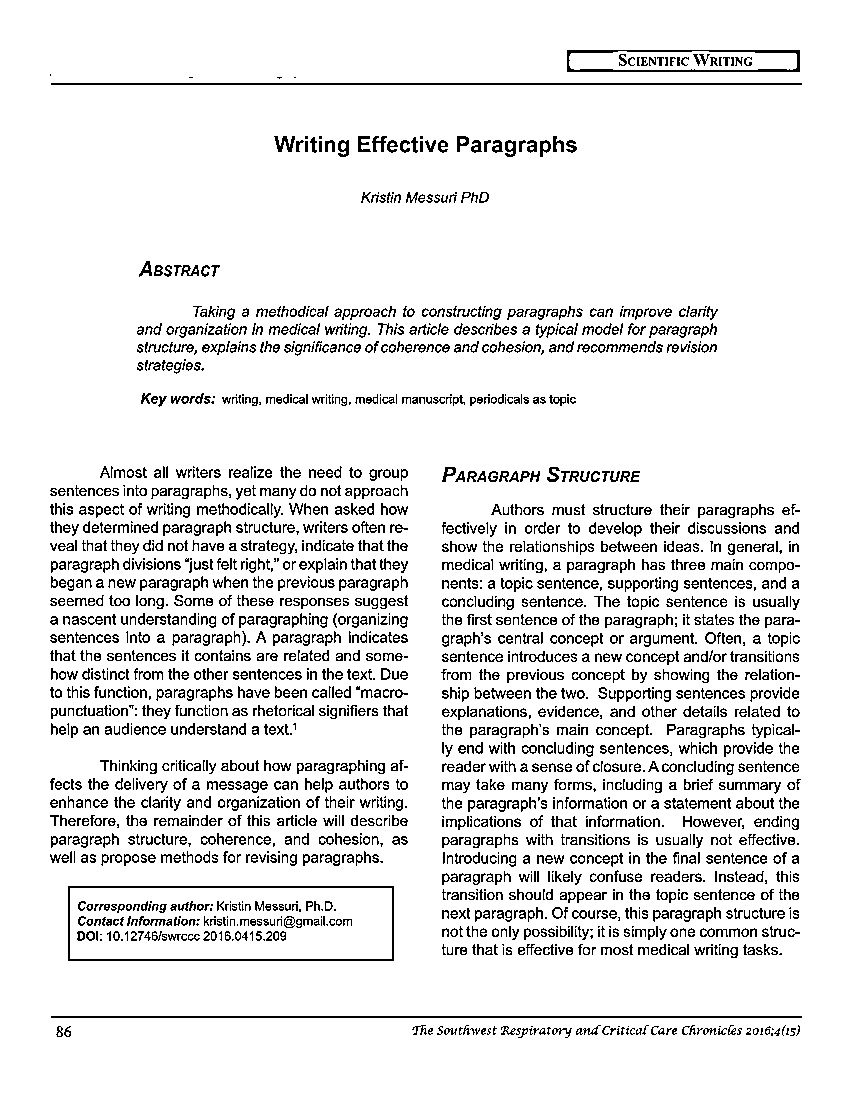 SCIENTIFIC WRITING
Writing Effective Paragraphs
Kristin Messuri PhD
ABSTRACT
Taking a methodical approach to constructing paragraphs can improve clarity
and organization in medical writing. This article describes a typical model for paragraph
structure, explains the significance of coherence and cohesion, and recommends revision
strategies.
Key words: writing, medical writing, medical manuscript, periodicals as topic
Almost all writers realize the need to group
sentences into paragraphs, yet many do not approach
this aspect of writing methodically. When asked how
they determined paragraph structure, writers often re-
veal that they did not have a strategy, indicate that the
paragraph divisions “just felt right,” or explain that they
began a new paragraph when the previous paragraph
seemed too long. Some of these responses suggest
a nascent understanding of paragraphing (organizing
sentences into a paragraph). A paragraph indicates
that the sentences it contains are related and some-
how distinct from the other sentences in the text. Due
to this function, paragraphs have been called “macro-
punctuation”: they function as rhetorical signifiers that
help an audience understand a text.¹
Thinking critically about how paragraphing af-
fects the delivery of a message can help authors to
enhance the clarity and organization of their writing.
Therefore, the remainder of this article will describe
paragraph structure, coherence, and cohesion, as
well as propose methods for revising paragraphs.
Corresponding author: Kristin Messuri, Ph.D.
Contact Information: kristin.messuri@gmail.com
DOI: 10.12746/swrccc 2016.0415.209
PARAGRAPH STRUCTURE
Authors must structure their paragraphs ef-
fectively in order to develop their discussions and
show the relationships between ideas. In general, in
medical writing, a paragraph has three main compo-
nents: a topic sentence, supporting sentences, and a
concluding sentence. The topic sentence is usually
the first sentence of the paragraph; it states the para-
graph’s central concept or argument. Often, a topic
sentence introduces a new concept and/or transitions
from the previous concept by showing the relation-
ship between the two. Supporting sentences provide
explanations, evidence, and other details related to
the paragraph’s main concept. Paragraphs typical-
ly end with concluding sentences, which provide the
reader with a sense of closure. A concluding sentence
may take many forms, including a brief summary of
the paragraph’s information or a statement about the
implications of that information. However, ending
paragraphs with transitions is usually not effective.
Introducing a new concept in the final sentence of a
paragraph will likely confuse readers. Instead, this
transition should appear in the topic sentence of the
next paragraph. Of course, this paragraph structure is
not the only possibility; it is simply one common struc-
ture that is effective for most medical writing tasks.
86
The Southwest Respiratory and Critical Care Chronicles 2016;4(15)